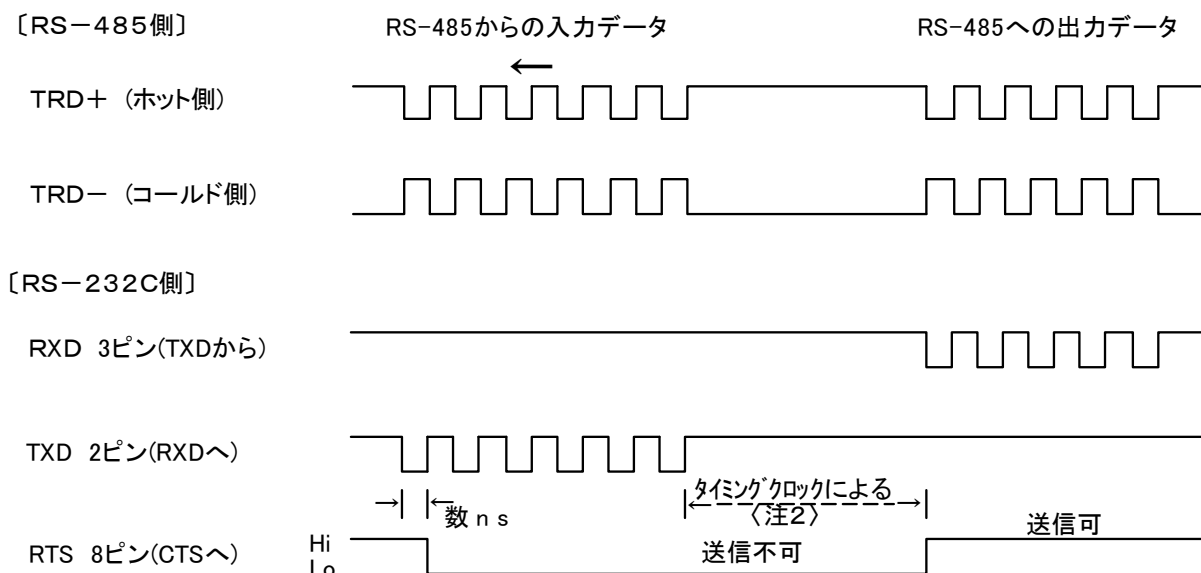 〔RS－485側〕
RS-485からの入力データ
RS-485への出力データ
TRD＋ (ホット側)
TRD－ (コールド側)
〔RS－232C側〕
RXD 3ピン(TXDから)
TXD 2ピン(RXDへ)
数ns
タイミングクロックによる
〈注2〉
RTS 8ピン(CTSへ)
Hi
Lo
送信不可
送信可